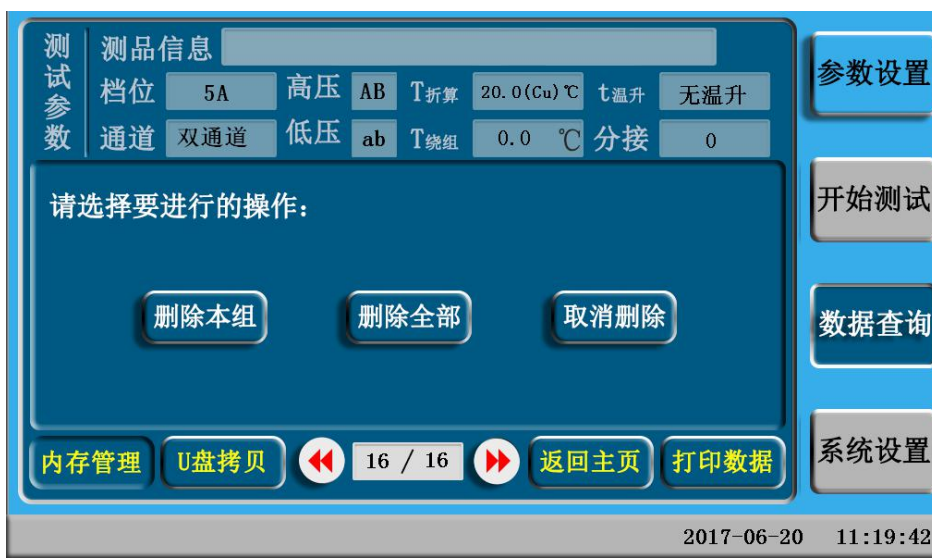 测试参数
测品信息
档位 5A 高压 AB T折算 20.0(Cu)℃ t温升 无温升
通道 双通道 低压 ab T绕组 0.0 ℃ 分接 0
请选择要进行的操作：
删除本组 删除全部 取消删除
内存管理 U盘拷贝 16 / 16 返回主页 打印数据
参数设置
开始测试
数据查询
系统设置
2017-06-20 11:19:42